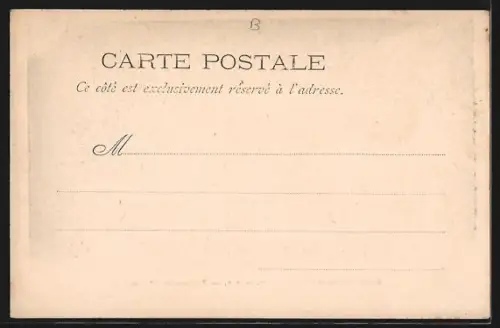 B
CARTE POSTALE
Ce côté est exclusivement réservé à l'adresse.
M